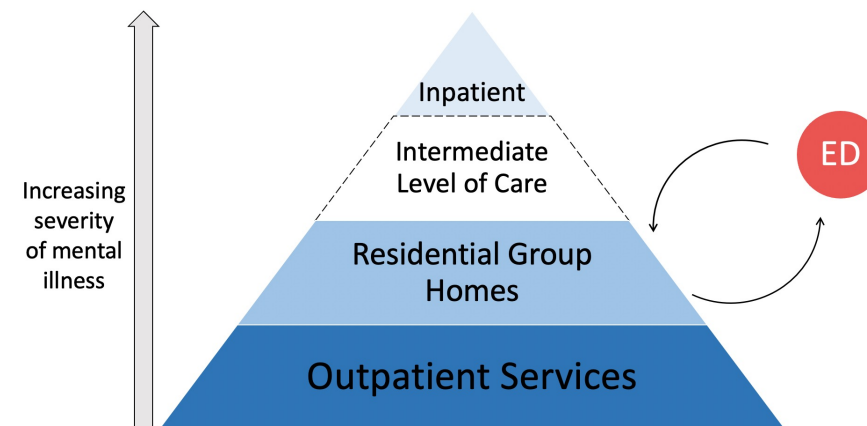 Inpatient
Intermediate
Level of Care
ED
Increasing
severity
of mental
illness
Residential Group
Homes
Outpatient Services